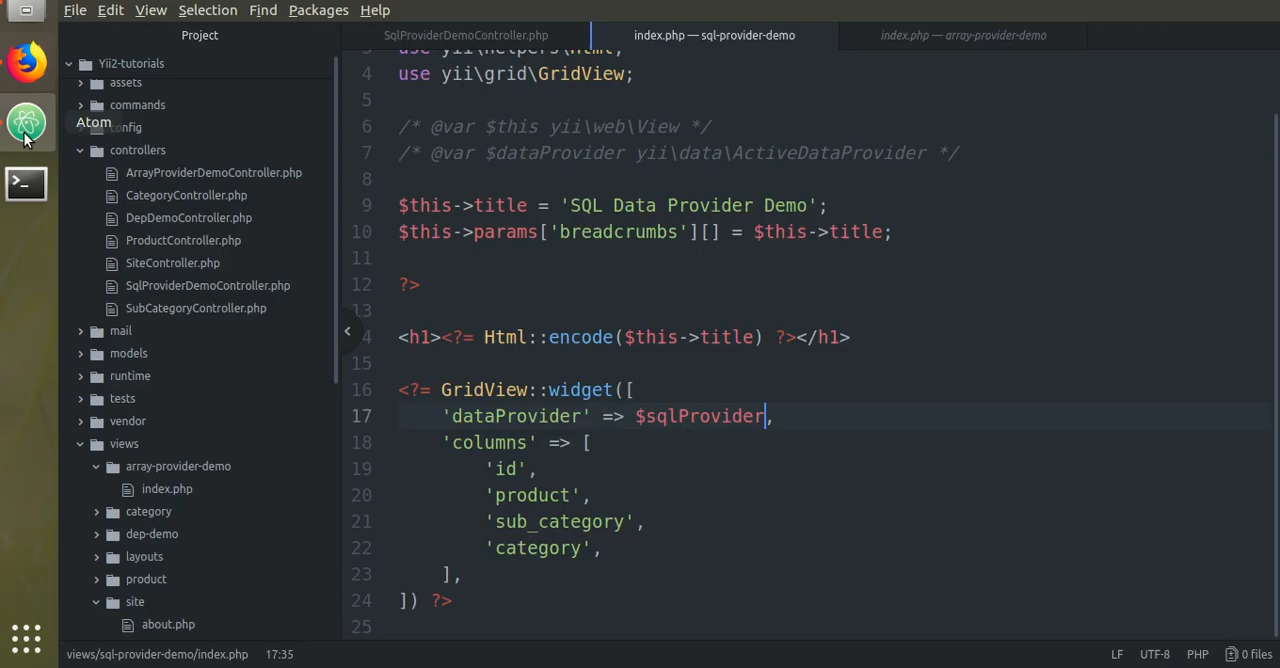 File Edit View Selection Find Packages Help
Project
SqlProviderDemoController.php
index.php — sql-provider-demo
index.php — array-provider-demo
Yii2-tutorials
assets
commands
config
controllers
ArrayProviderDemoController.php
CategoryController.php
DepDemoController.php
ProductController.php
SiteController.php
SqlProviderDemoController.php
SubCategoryController.php
mail
models
runtime
tests
vendor
views
array-provider-demo
index.php
category
dep-demo
layouts
product
site
about.php
Atom
3 use yii\helpers\Html;
4 use yii\grid\GridView;
5
6 /* @var $this yii\web\View */
7 /* @var $dataProvider yii\data\ActiveDataProvider */
8
9 $this->title = 'SQL Data Provider Demo';
10 $this->params['breadcrumbs'][] = $this->title;
11
12 ?>
13
4 <h1><?= Html::encode($this->title) ?></h1>
15
16 <?= GridView::widget([
17 'dataProvider' => $sqlProvider,
18 'columns' => [
19 'id',
20 'product',
21 'sub_category',
22 'category',
23 ],
24 ]) ?>
25
views/sql-provider-demo/index.php 17:35 LF UTF-8 PHP 0 files